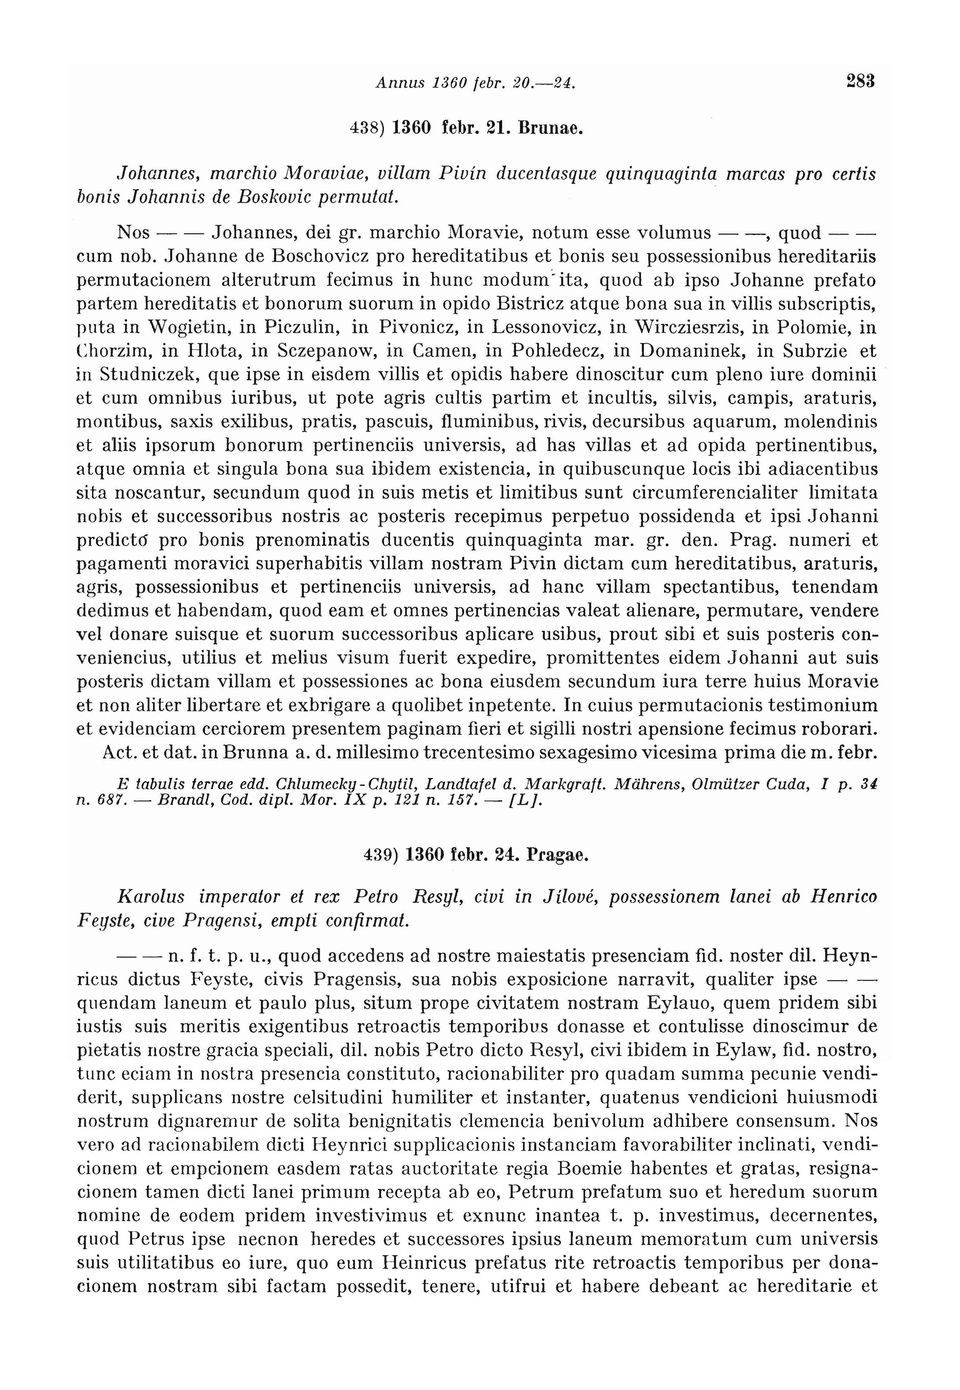 Annus 1360 febr. 20.—24. 283
438) 1360 febr. 21. Brunae.
Johannes, marchio Moraviae, villam Pivín ducentasque quinquaginta marcas pro certis
bonis Johannis de Boskovic permutat.
Nos — — Johannes, dei gr. marchio Moravie, notum esse volumus — —, quod — —
cum nob. Johanne de Boschovicz pro hereditatibus et bonis seu possessionibus hereditariis
permutacionem alterutrum fecimus in hunc modum ita, quod ab ipso Johanne prefato
partem hereditatis et bonorum suorum in opido Bistricz atque bona sua in villis subscriptis,
puta in Wogietin, in Piczulin, in Pivonicz, in Lessonovicz, in Wircziesrzis, in Polomie, in
Chorzim, in Hlota, in Sczepanow, in Camen, in Pohledecz, in Domaninek, in Subrzie et
in Studniczek, que ipse in eisdem villis et opidis habere dinoscitur cum pleno iure dominii
et cum omnibus iuribus, ut pote agris cultis partim et incultis, silvis, campis, araturis,
montibus, saxis exilibus, pratis, pascuis, fluminibus, rivis, decursibus aquarum, molendinis
et aliis ipsorum bonorum pertinenciis universis, ad has villas et ad opida pertinentibus,
atque omnia et singula bona sua ibidem existencia, in quibuscunque locis ibi adiacentibus
sita noscantur, secundum quod in suis metis et limitibus sunt circumferencialiter limitata
nobis et successoribus nostris ac posteris recepimus perpetuo possidenda et ipsi Johanni
predicto pro bonis prenominatis ducentis quinquaginta mar. gr. den. Prag. numeri et
pagamenti moravici superhabitis villam nostram Pivin dictam cum hereditatibus, araturis,
agris, possessionibus et pertinenciis universis, ad hanc villam spectantibus, tenendam
dedimus et habendam, quod eam et omnes pertinencias valeat alienare, permutare, vendere
vel donare suisque et suorum successoribus aplicare usibus, prout sibi et suis posteris con-
veniencius, utilius et melius visum fuerit expedire, promittentes eidem Johanni aut suis
posteris dictam villam et possessiones ac bona eiusdem secundum iura terre huius Moravie
et non aliter libertare et exbrigare a quolibet inpetente. In cuius permutacionis testimonium
et evidenciam cerciorem presentem paginam fieri et sigilli nostri apensione fecimus roborari.
Act. et dat. in Brunna a. d. millesimo trecentesimo sexagesimo vicesima prima die m. febr.
E tabulis terrae edd. Chlumecky-Chytil, Landtafel d. Markgraft. Mährens, Olmützer Cuda, I p. 34
n. 687. — Brandl, Cod. dipl. Mor. IX p. 121 n. 157. — [L].
439) 1360 febr. 24. Pragae.
Karolus imperator et rex Petro Resyl, civi in Jílové, possessionem lanei ab Henrico
Feyste, cive Pragensi, empti confirmat.
— — n. f. t. p. u., quod accedens ad nostre maiestatis presenciam fid. noster dil. Heyn-
ricus dictus Feyste, civis Pragensis, sua nobis exposicione narravit, qualiter ipse — —
quendam laneum et paulo plus, situm prope civitatem nostram Eylauo, quem pridem sibi
iustis suis meritis exigentibus retroactis temporibus donasse et contulisse dinoscimur de
pietatis nostre gracia speciali, dil. nobis Petro dicto Resyl, civi ibidem in Eylaw, fid. nostro,
tunc eciam in nostra presencia constituto, racionabiliter pro quadam summa pecunie vendi-
derit, supplicans nostre celsitudini humiliter et instanter, quatenus vendicioni huiusmodi
nostrum dignaremur de solita benignitatis clemencia benivolum adhibere consensum. Nos
vero ad racionabilem dicti Heynrici supplicacionis instanciam favorabiliter inclinati, vendi-
cionem et empcionem easdem ratas auctoritate regia Boemie habentes et gratas, resigna-
cionem tamen dicti lanei primum recepta ab eo, Petrum prefatum suo et heredum suorum
nomine de eodem pridem investivimus et exnunc inantea t. p. investimus, decernentes,
quod Petrus ipse necnon heredes et successores ipsius laneum memoratum cum universis
suis utilitatibus eo iure, quo eum Heinricus prefatus rite retroactis temporibus per dona-
cionem nostram sibi factam possedit, tenere, utifrui et habere debeant ac hereditarie et